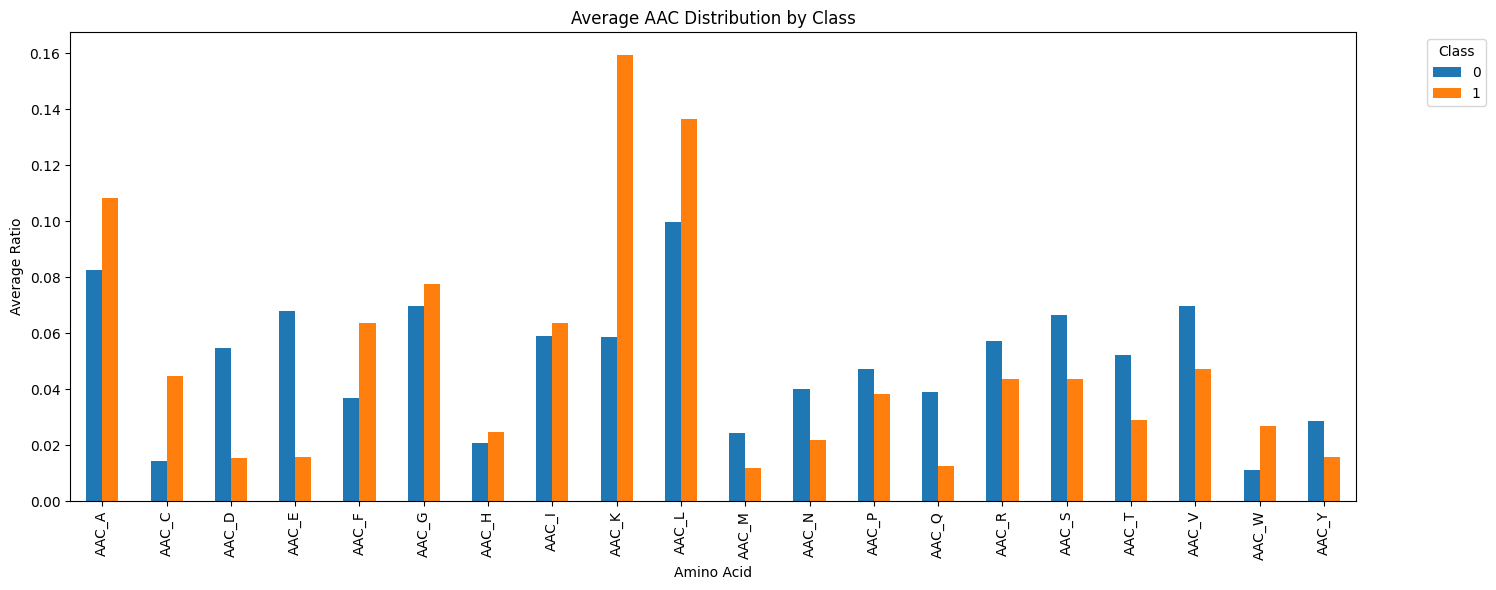 Average AAC Distribution by Class
Class
0
1
Average Ratio
0.16
0.14
0.12
0.10
0.08
0.06
0.04
0.02
0.00
AAC_A
AAC_C
AAC_D
AAC_E
AAC_F
AAC_G
AAC_H
AAC_I
AAC_K
AAC_L
AAC_M
AAC_N
AAC_P
AAC_Q
AAC_R
AAC_S
AAC_T
AAC_V
AAC_W
AAC_Y
Amino Acid